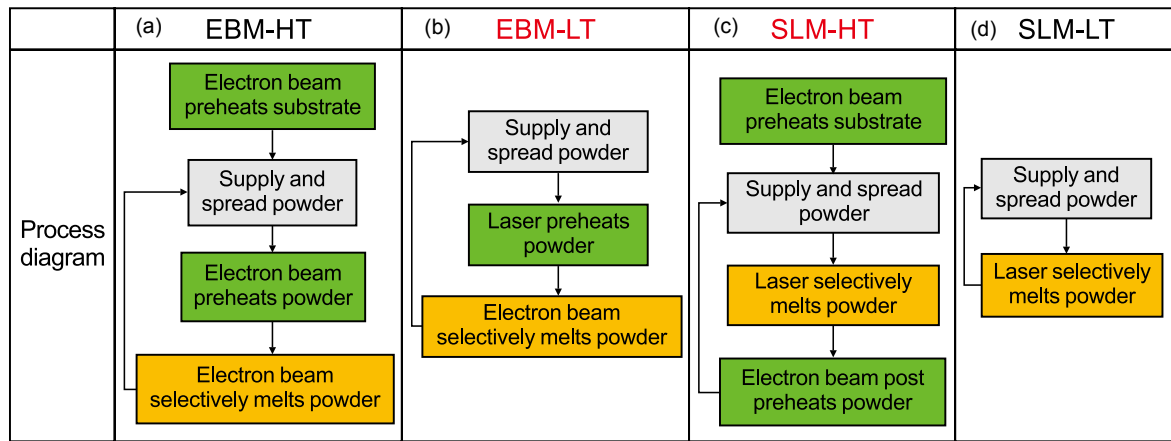 (a) EBM-HT
(b) EBM-LT
(c) SLM-HT
(d) SLM-LT
Process
diagram
Electron beam
preheats substrate
Supply and
spread powder
Electron beam
preheats powder
Electron beam
selectively melts powder
Supply and
spread powder
Laser preheats
powder
Electron beam
selectively melts powder
Electron beam
preheats substrate
Supply and spread
powder
Laser selectively
melts powder
Electron beam post
preheats powder
Supply and
spread powder
Laser selectively
melts powder